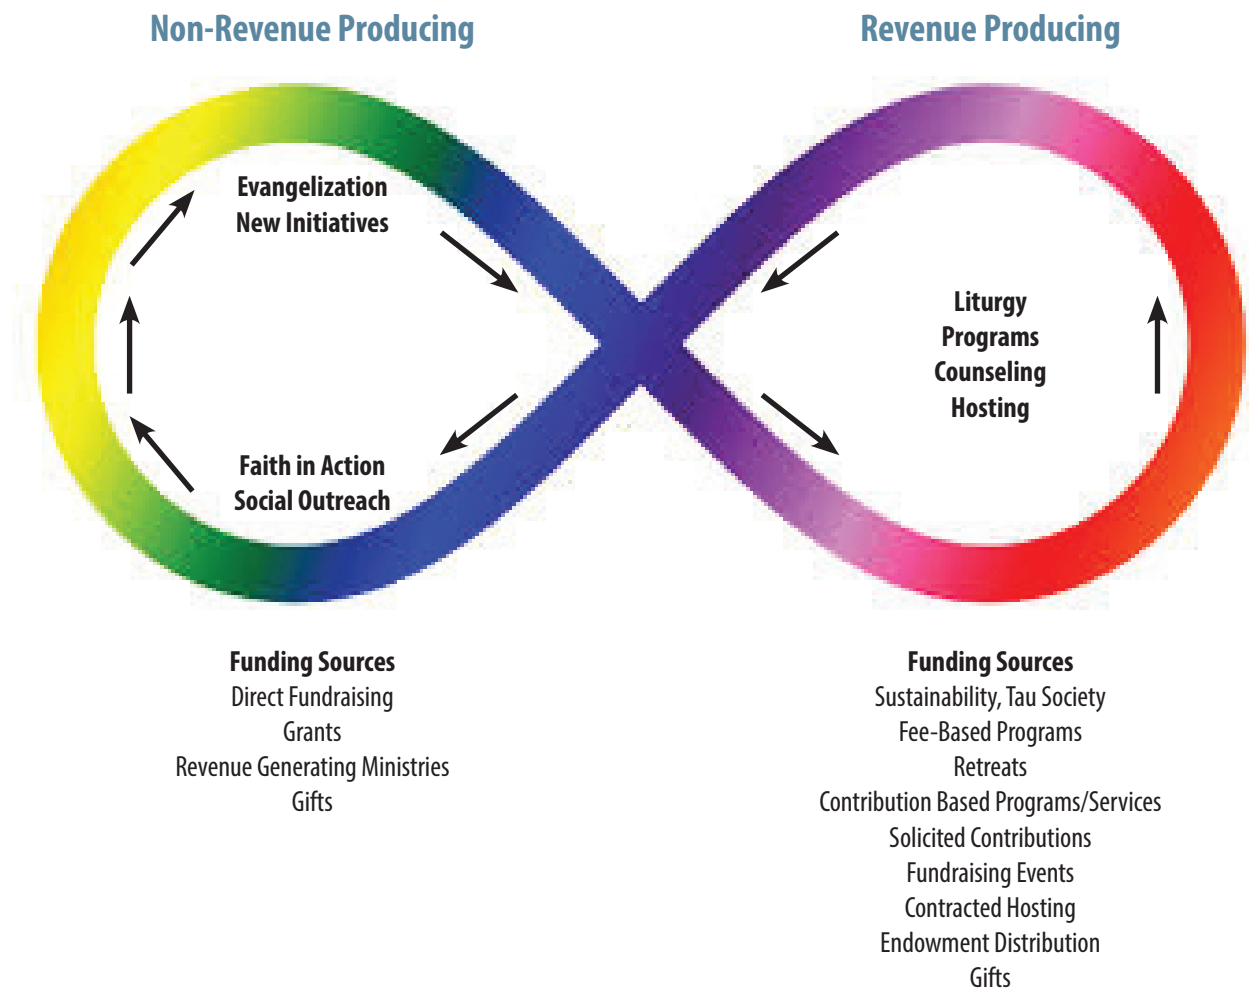 Non-Revenue Producing
Revenue Producing
Evangelization
New Initiatives
Faith in Action
Social Outreach
Liturgy
Programs
Counseling
Hosting
Funding Sources
Direct Fundraising
Grants
Revenue Generating Ministries
Gifts
Funding Sources
Sustainability, Tau Society
Fee-Based Programs
Retreats
Contribution Based Programs/Services
Solicited Contributions
Fundraising Events
Contracted Hosting
Endowment Distribution
Gifts